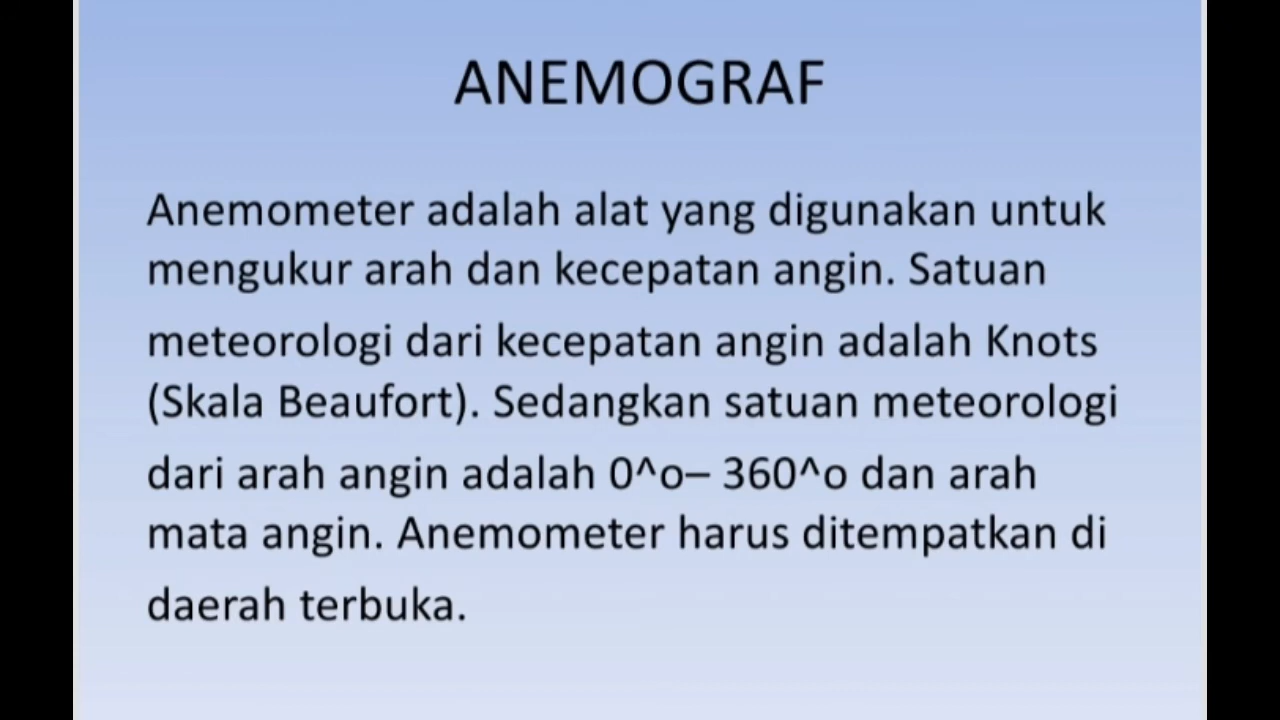 ANEMOGRAF
Anemometer adalah alat yang digunakan untuk
mengukur arah dan kecepatan angin. Satuan
meteorologi dari kecepatan angin adalah Knots
(Skala Beaufort). Sedangkan satuan meteorologi
dari arah angin adalah 0^o– 360^o dan arah
mata angin. Anemometer harus ditempatkan di
daerah terbuka.